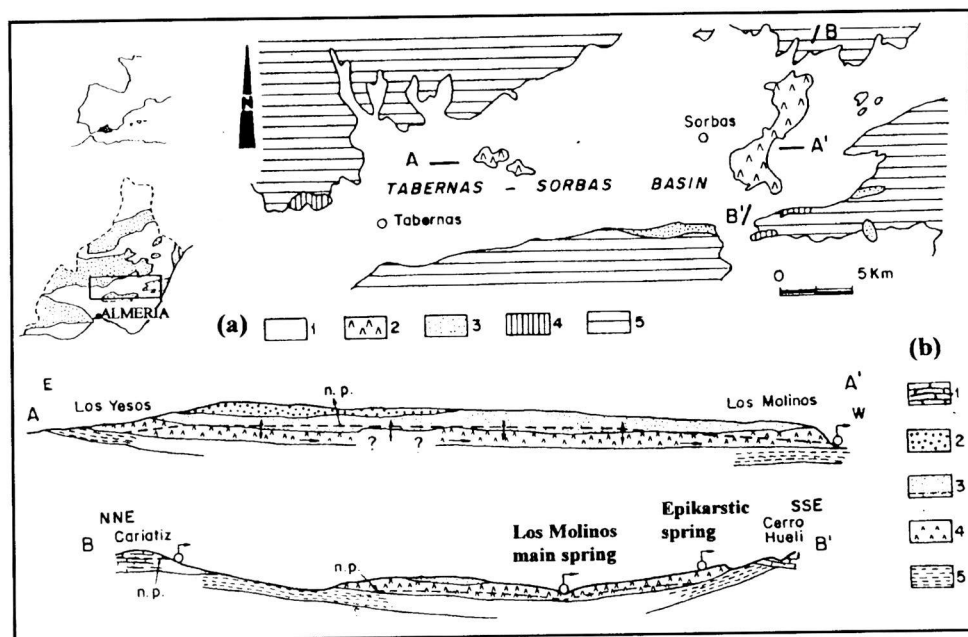 N
B
Sorbas
A
A'
TABERNAS - SORBAS BASIN
B'
Tabernas
0 5 Km
ALMERIA
(a) 1 2 3 4 5
(b)
1
2
3
4
5
E
A Los Yesos
n. p.
Los Molinos
A'
W
? ?
NNE
B Cariatiz
n. p.
n.p.
Los Molinos
main spring
Epikarstic
spring
SSE
Cerro
Hueli
B'